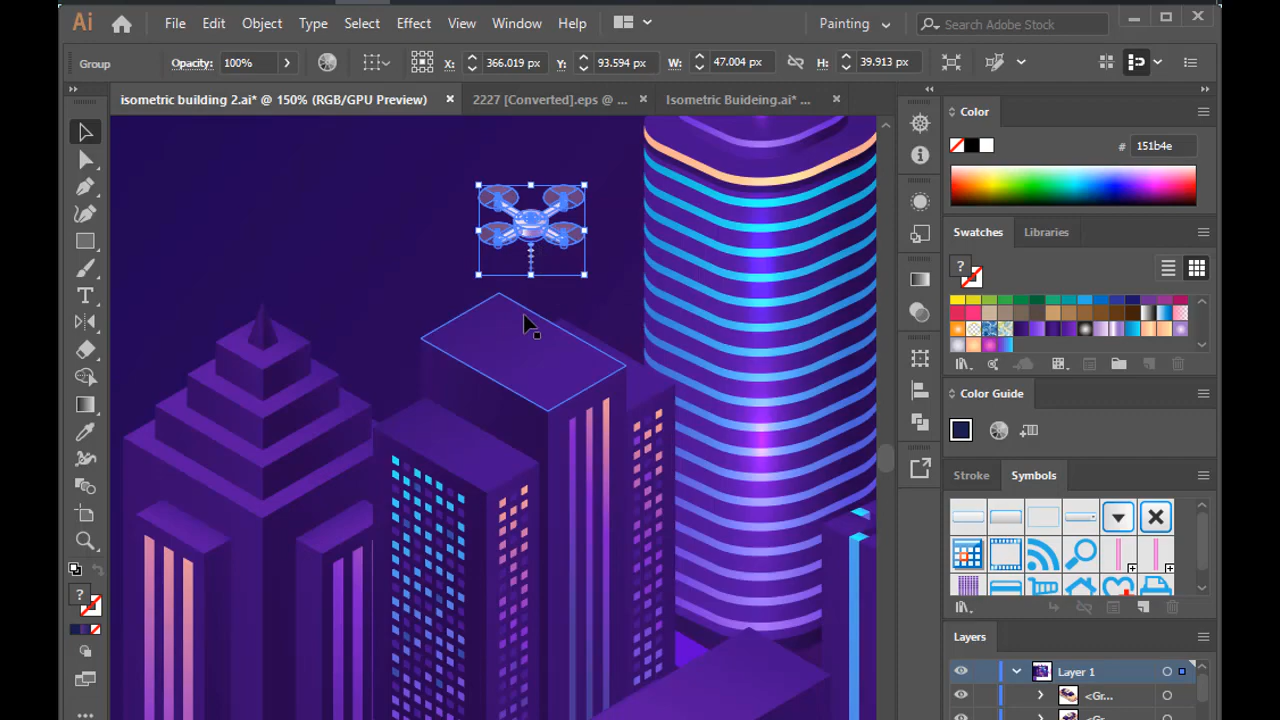 Ai File Edit Object Type Select Effect View Window Help Painting Search Adobe Stock
Group Opacity: 100% X: 366.019 px Y: 93.594 px W: 47.004 px H: 39.913 px
isometric building 2.ai* @ 150% (RGB/GPU Preview) × 2227 [Converted].eps @ ... × Isometric Buideing.ai* ... ×
Color
# 151b4e
Swatches Libraries
?
Color Guide
Stroke Symbols
?
Layers
Layer 1
<Gr...